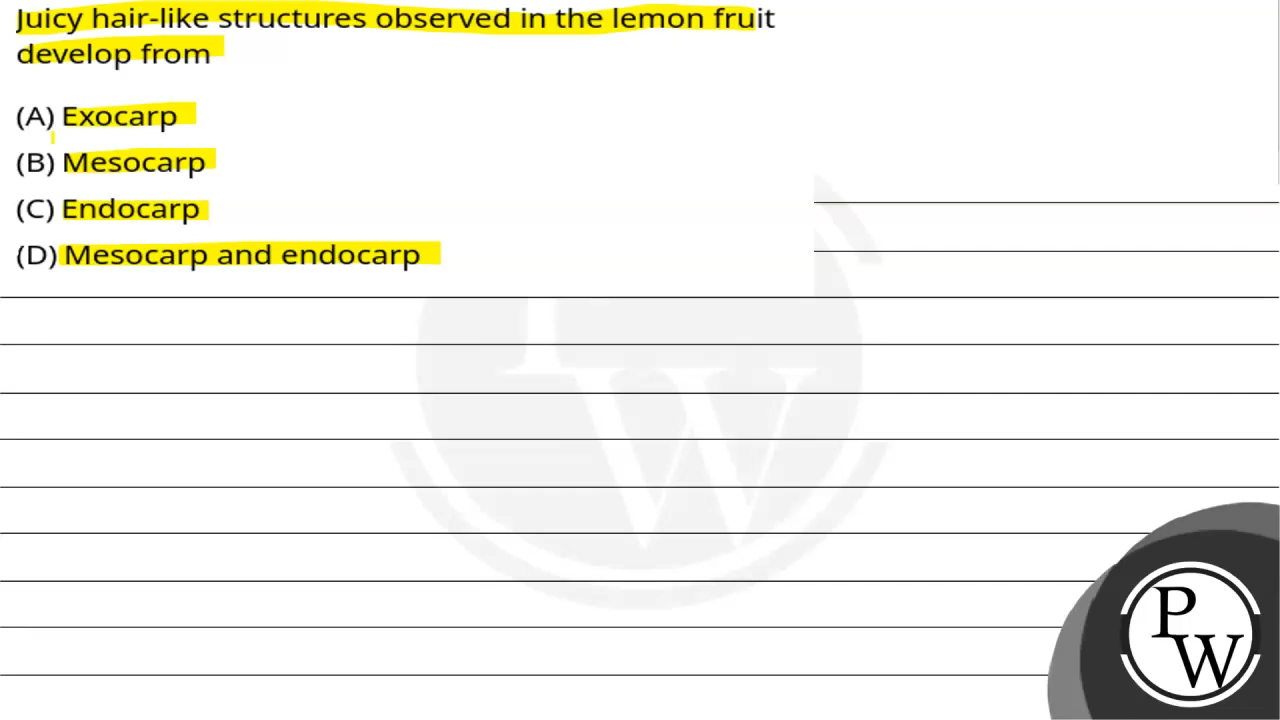 Juicy hair-like structures observed in the lemon fruit
develop from
(A) Exocarp
(B) Mesocarp
(C) Endocarp
(D) Mesocarp and endocarp
P
W